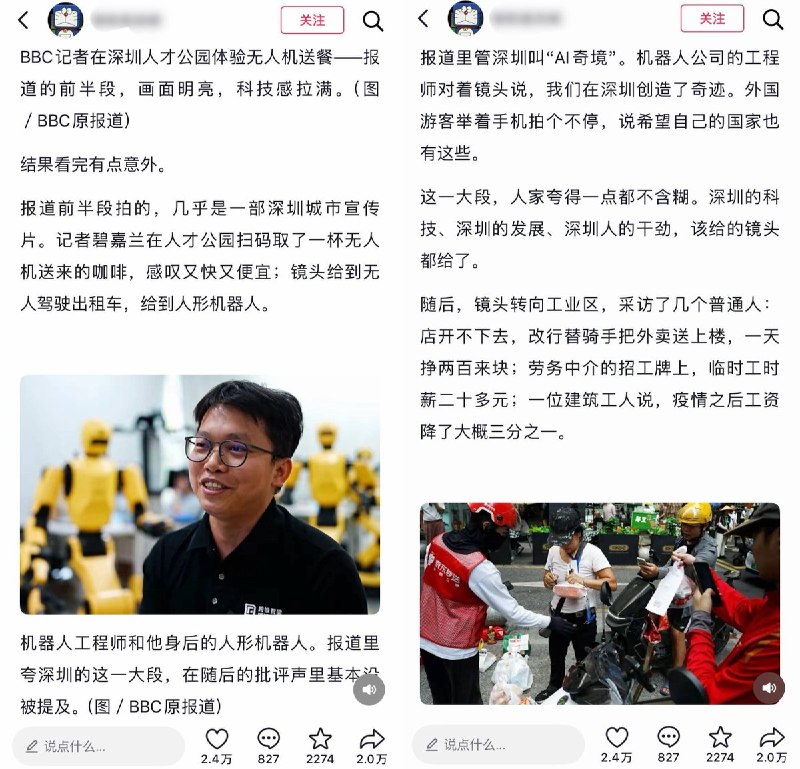 关注
BBC记者在深圳人才公园体验无人机送餐——报
道的前半段，画面明亮，科技感拉满。（图
／BBC原报道）
结果看完有点意外。
报道前半段拍的，几乎是一部深圳城市宣传
片。记者碧嘉兰在人才公园扫码取了一杯无人
机送来的咖啡，感叹又快又便宜；镜头给到无
人驾驶出租车，给到人形机器人。
机器人工程师和他身后的人形机器人。报道里
夸深圳的这一大段，在随后的批评声里基本没
被提及。（图／BBC原报道）
说点什么...
2.4万
827
2274
2.0万
关注
报道里管深圳叫“AI奇境”。机器人公司的工程
师对着镜头说，我们在深圳创造了奇迹。外国
游客举着手机拍个不停，说希望自己的国家也
有这些。
这一大段，人家夸得一点都不含糊。深圳的科
技、深圳的发展、深圳人的干劲，该给的镜头
都给了。
随后，镜头转向工业区，采访了几个普通人：
店开不下去，改行替骑手把外卖送上楼，一天
挣两百来块；劳务中介的招工牌上，临时工时
薪二十多元；一位建筑工人说，疫情之后工资
降了大概三分之一。
说点什么...
2.4万
827
2274
2.0万